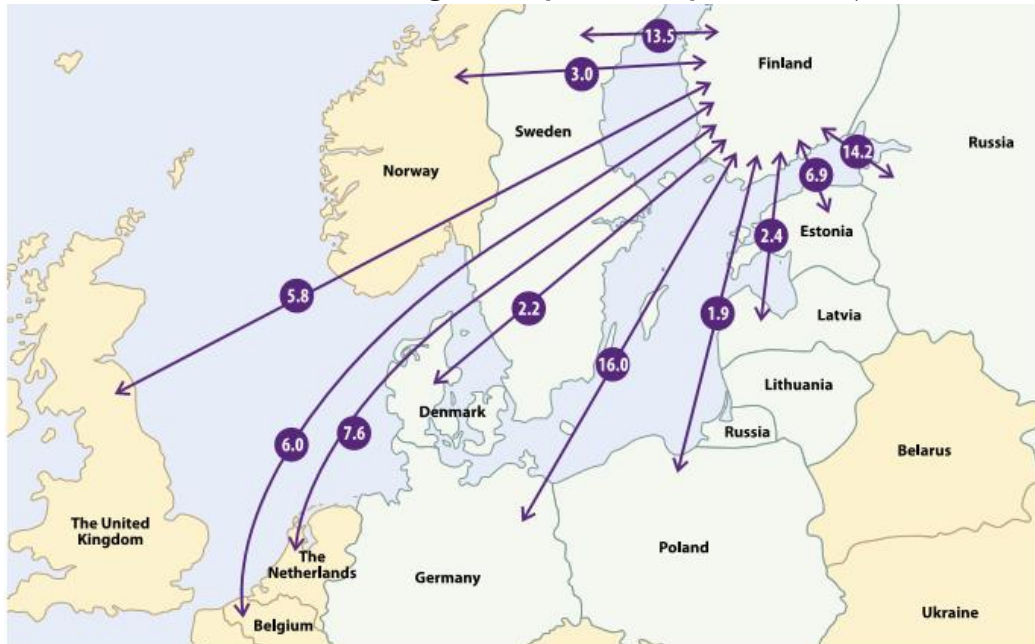 13.5
Finland
3.0
Sweden
Norway
Russia
14.2
6.9
Estonia
2.4
5.8
2.2
1.9
Latvia
16.0
Lithuania
Denmark
Russia
6.0
7.6
Belarus
The United
Kingdom
Poland
The
Netherlands
Germany
Ukraine
Belgium